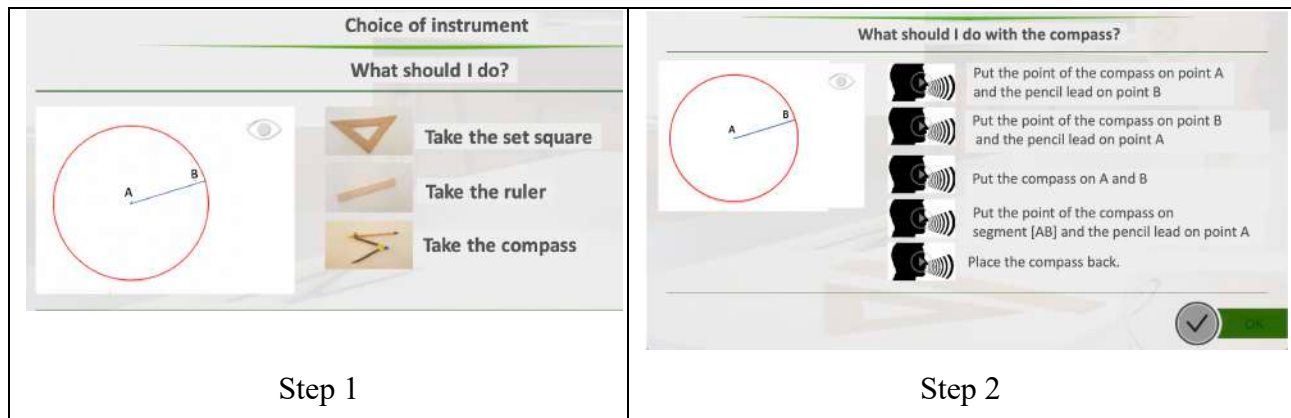 Choice of instrument
What should I do?
A
B
Take the set square
Take the ruler
Take the compass
Step 1
What should I do with the compass?
A
B
Put the point of the compass on point A
and the pencil lead on point B
Put the point of the compass on point B
and the pencil lead on point A
Put the compass on A and B
Put the point of the compass on
segment [AB] and the pencil lead on point A
Place the compass back.
OK
Step 2